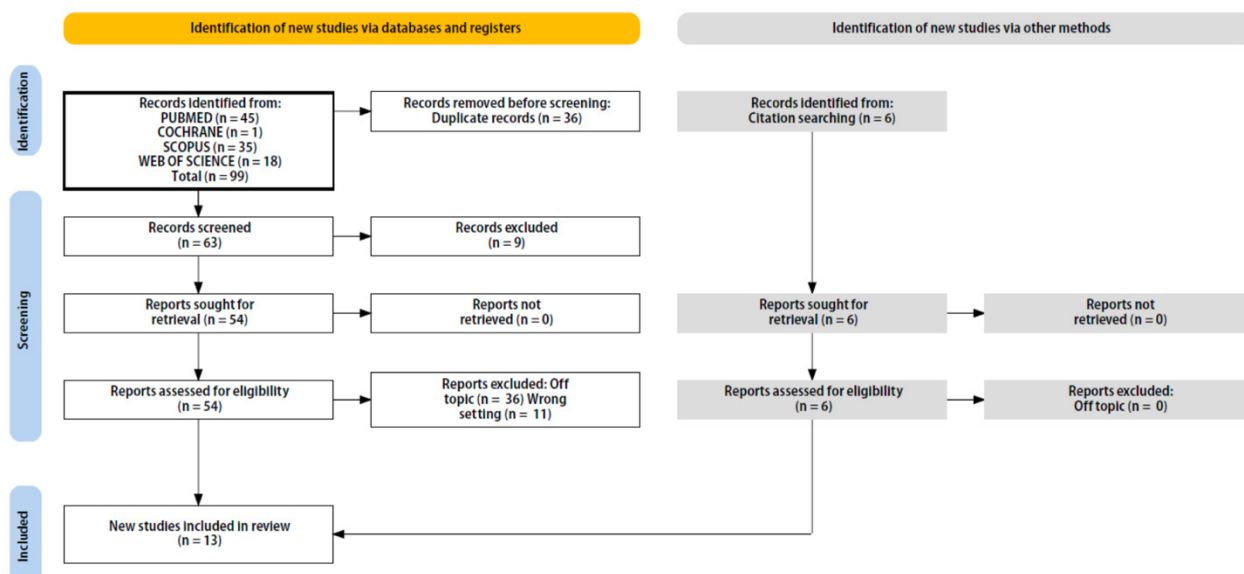 Identification of new studies via databases and registers
Identification of new studies via other methods
Identification
Records identified from:
PUBMED (n = 45)
COCHRANE (n = 1)
SCOPUS (n = 35)
WEB OF SCIENCE (n = 18)
Total (n = 99)
Records removed before screening:
Duplicate records (n = 36)
Records identified from:
Citation searching (n = 6)
Screening
Records screened
(n = 63)
Records excluded
(n = 9)
Reports sought for
retrieval (n = 54)
Reports not
retrieved (n = 0)
Reports sought for
retrieval (n = 6)
Reports not
retrieved (n = 0)
Reports assessed for eligibility
(n = 54)
Reports excluded: Off
topic (n = 36) Wrong
setting (n = 11)
Reports assessed for eligibility
(n = 6)
Reports excluded:
Off topic (n = 0)
Included
New studies included in review
(n = 13)